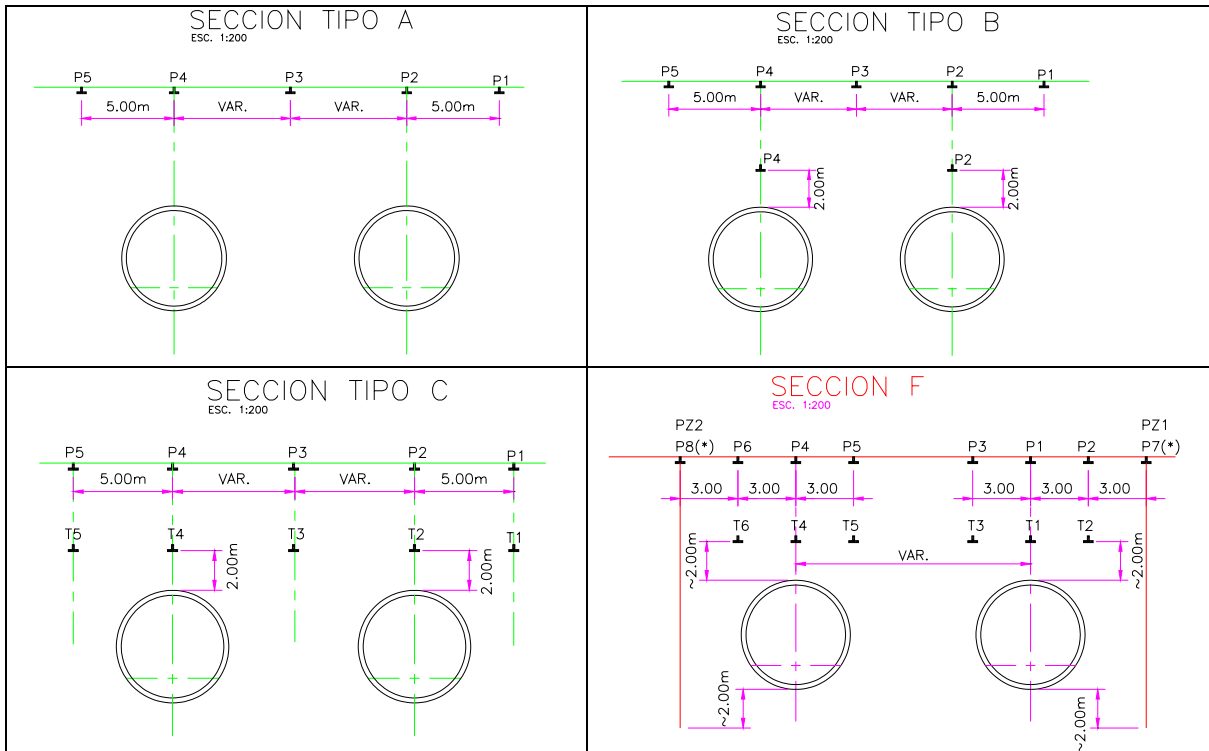 SECCION TIPO A
ESC. 1:200
P5 P4 P3 P2 P1
5.00m VAR. VAR. 5.00m
SECCION TIPO B
ESC. 1:200
P5 P4 P3 P2 P1
5.00m VAR. VAR. 5.00m
P4 P2
2.00m 2.00m
SECCION TIPO C
ESC. 1:200
P5 P4 P3 P2 P1
5.00m VAR. VAR. 5.00m
T5 T4 T3 T2 T1
2.00m 2.00m
SECCION F
ESC. 1:200
PZ2 PZ1
P8(*) P6 P4 P5 P3 P1 P2 P7(*)
3.00 3.00 3.00 3.00 3.00 3.00
T6 T4 T5 T3 T1 T2
~2.00m VAR. ~2.00m
~2.00m ~2.00m